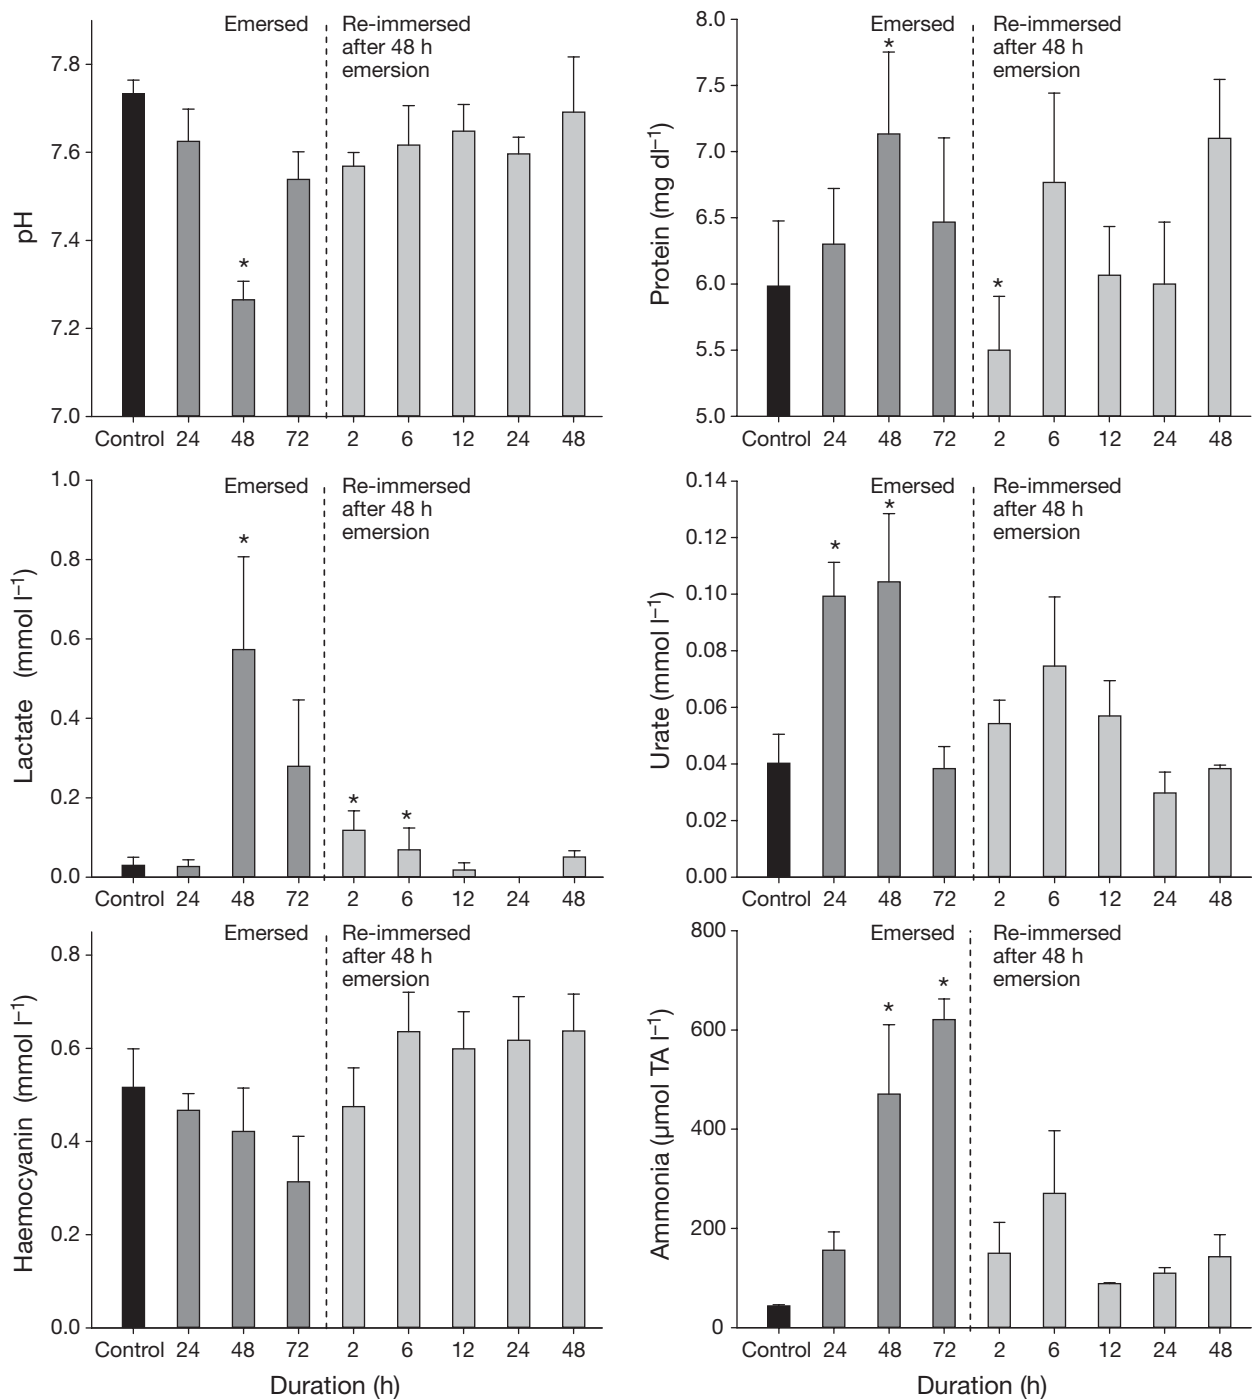 Emersed
Re-immersed
after 48 h
emersion
pH
7.8
7.6
7.4
7.2
7.0
*
Control 24 48 72 2 6 12 24 48
Emersed
Re-immersed
after 48 h
emersion
Protein (mg dl⁻¹)
8.0
7.5
7.0
6.5
6.0
5.5
5.0
*
*
Control 24 48 72 2 6 12 24 48
Emersed
Re-immersed
after 48 h
emersion
Lactate (mmol l⁻¹)
1.0
0.8
0.6
0.4
0.2
0.0
*
* *
Control 24 48 72 2 6 12 24 48
Emersed
Re-immersed
after 48 h
emersion
Urate (mmol l⁻¹)
0.14
0.12
0.10
0.08
0.06
0.04
0.02
0.00
* *
Control 24 48 72 2 6 12 24 48
Emersed
Re-immersed
after 48 h
emersion
Haemocyanin (mmol l⁻¹)
0.8
0.6
0.4
0.2
0.0
Control 24 48 72 2 6 12 24 48
Duration (h)
Emersed
Re-immersed
after 48 h
emersion
Ammonia (µmol TA l⁻¹)
800
600
400
200
0
* *
Control 24 48 72 2 6 12 24 48
Duration (h)